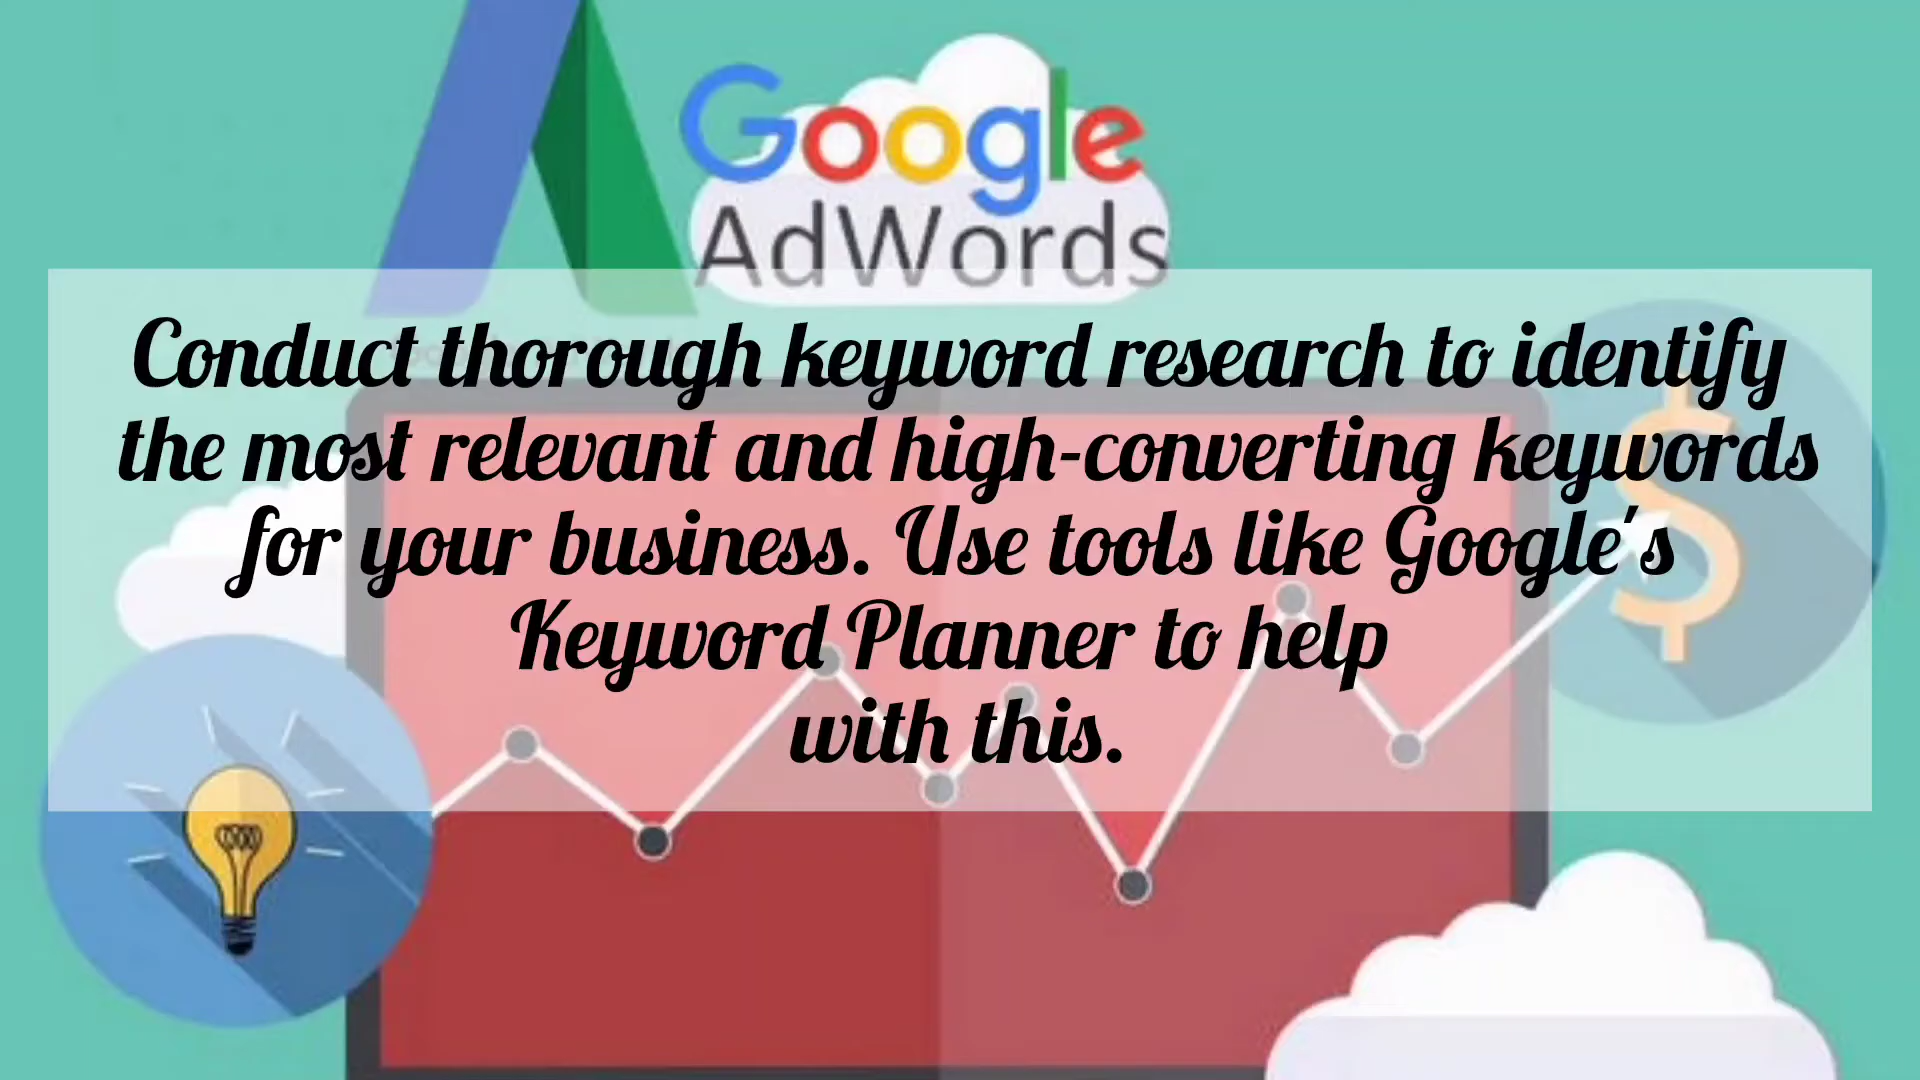 Google
AdWords
Conduct thorough keyword research to identify
the most relevant and high-converting keywords
for your business. Use tools like Google's
Keyword Planner to help
with this.